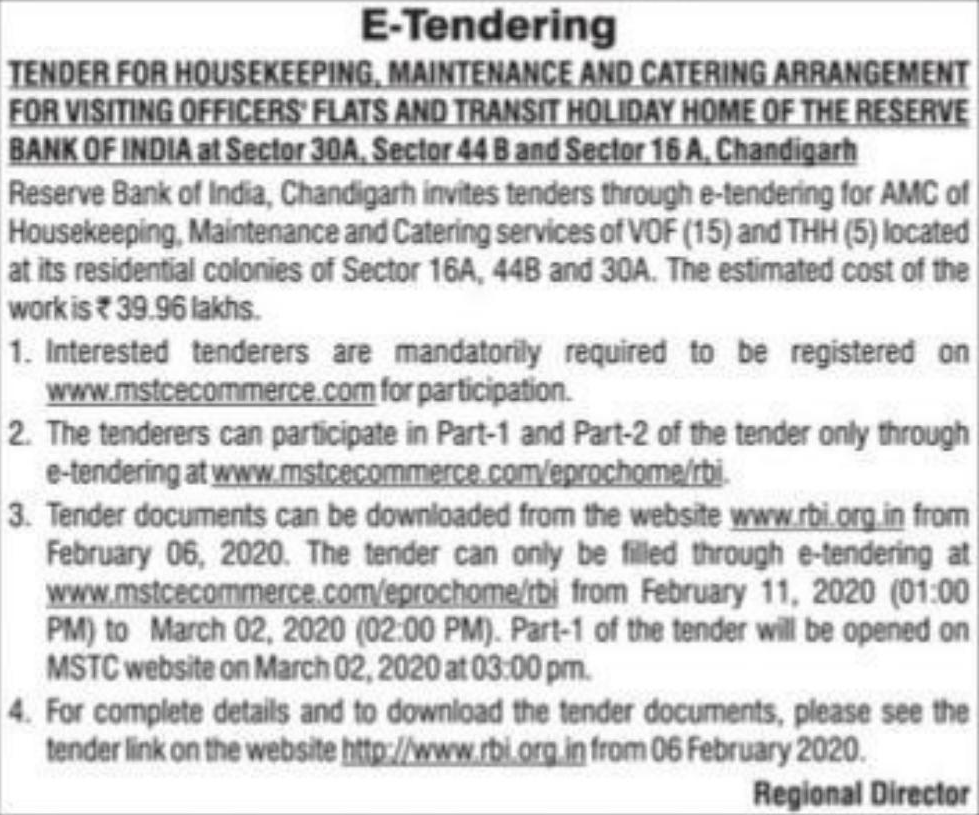 E-Tendering
TENDER FOR HOUSEKEEPING, MAINTENANCE AND CATERING ARRANGEMENT
FOR VISITING OFFICERS' FLATS AND TRANSIT HOLIDAY HOME OF THE RESERVE
BANK OF INDIA at Sector 30A, Sector 44 B and Sector 16 A, Chandigarh
Reserve Bank of India, Chandigarh invites tenders through e-tendering for AMC of
Housekeeping, Maintenance and Catering services of VOF (15) and THH (5) located
at its residential colonies of Sector 16A, 44B and 30A. The estimated cost of the
work is ₹ 39.96 lakhs.
1. Interested tenderers are mandatorily required to be registered on
www.mstcecommerce.com for participation.
2. The tenderers can participate in Part-1 and Part-2 of the tender only through
e-tendering at www.mstcecommerce.com/eprochome/rbi.
3. Tender documents can be downloaded from the website www.rbi.org.in from
February 06, 2020. The tender can only be filled through e-tendering at
www.mstcecommerce.com/eprochome/rbi from February 11, 2020 (01:00
PM) to March 02, 2020 (02:00 PM). Part-1 of the tender will be opened on
MSTC website on March 02, 2020 at 03:00 pm.
4. For complete details and to download the tender documents, please see the
tender link on the website http://www.rbi.org.in from 06 February 2020.
Regional Director